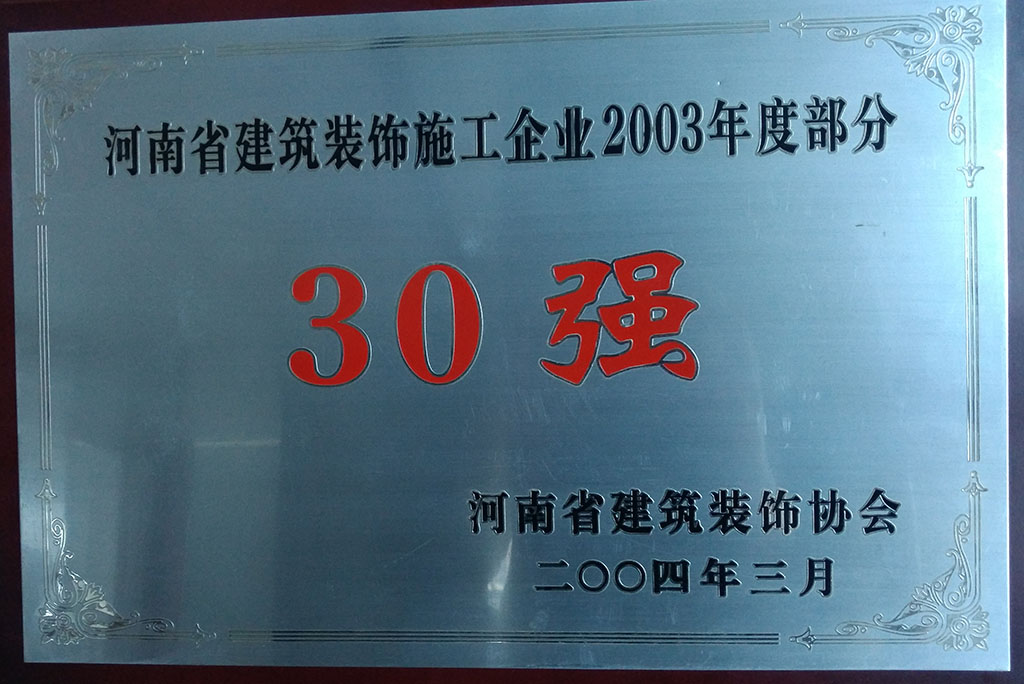 河南省建筑装饰施工企业2003年度部分
30强
河南省建筑装饰协会
二〇〇四年三月